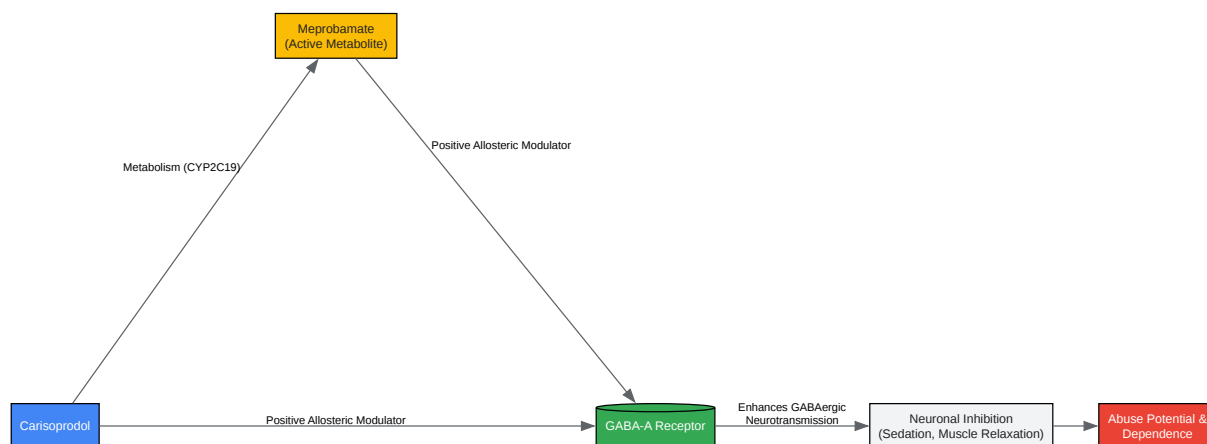 Meprobamate
(Active Metabolite)
Positive Allosteric Modulator
Metabolism (CYP2C19)
Carisoprodol
Positive Allosteric Modulator
GABA-A Receptor
Enhances GABAergic
Neurotransmission
Neuronal Inhibition
(Sedation, Muscle Relaxation)
Abuse Potential &
Dependence